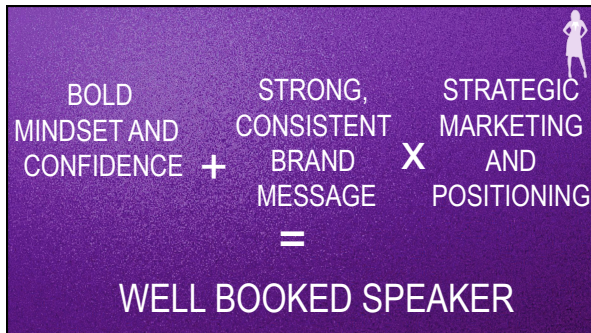 BOLD
MINDSET AND
CONFIDENCE
+
STRONG,
CONSISTENT
BRAND
MESSAGE
X
STRATEGIC
MARKETING
AND
POSITIONING
=
WELL BOOKED SPEAKER